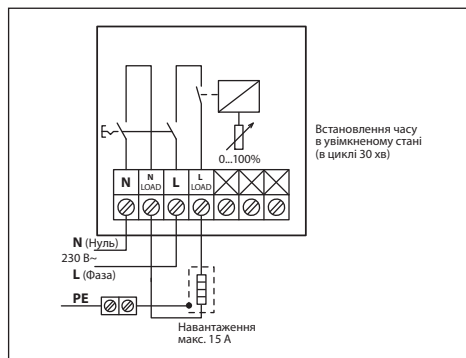 0...100%
Встановлення часу
в увімкненому стані
(в циклі 30 хв)
N N L L
LOAD LOAD
N (Нуль)
230 В~
L (Фаза)
PE
Навантаження
макс. 15 А